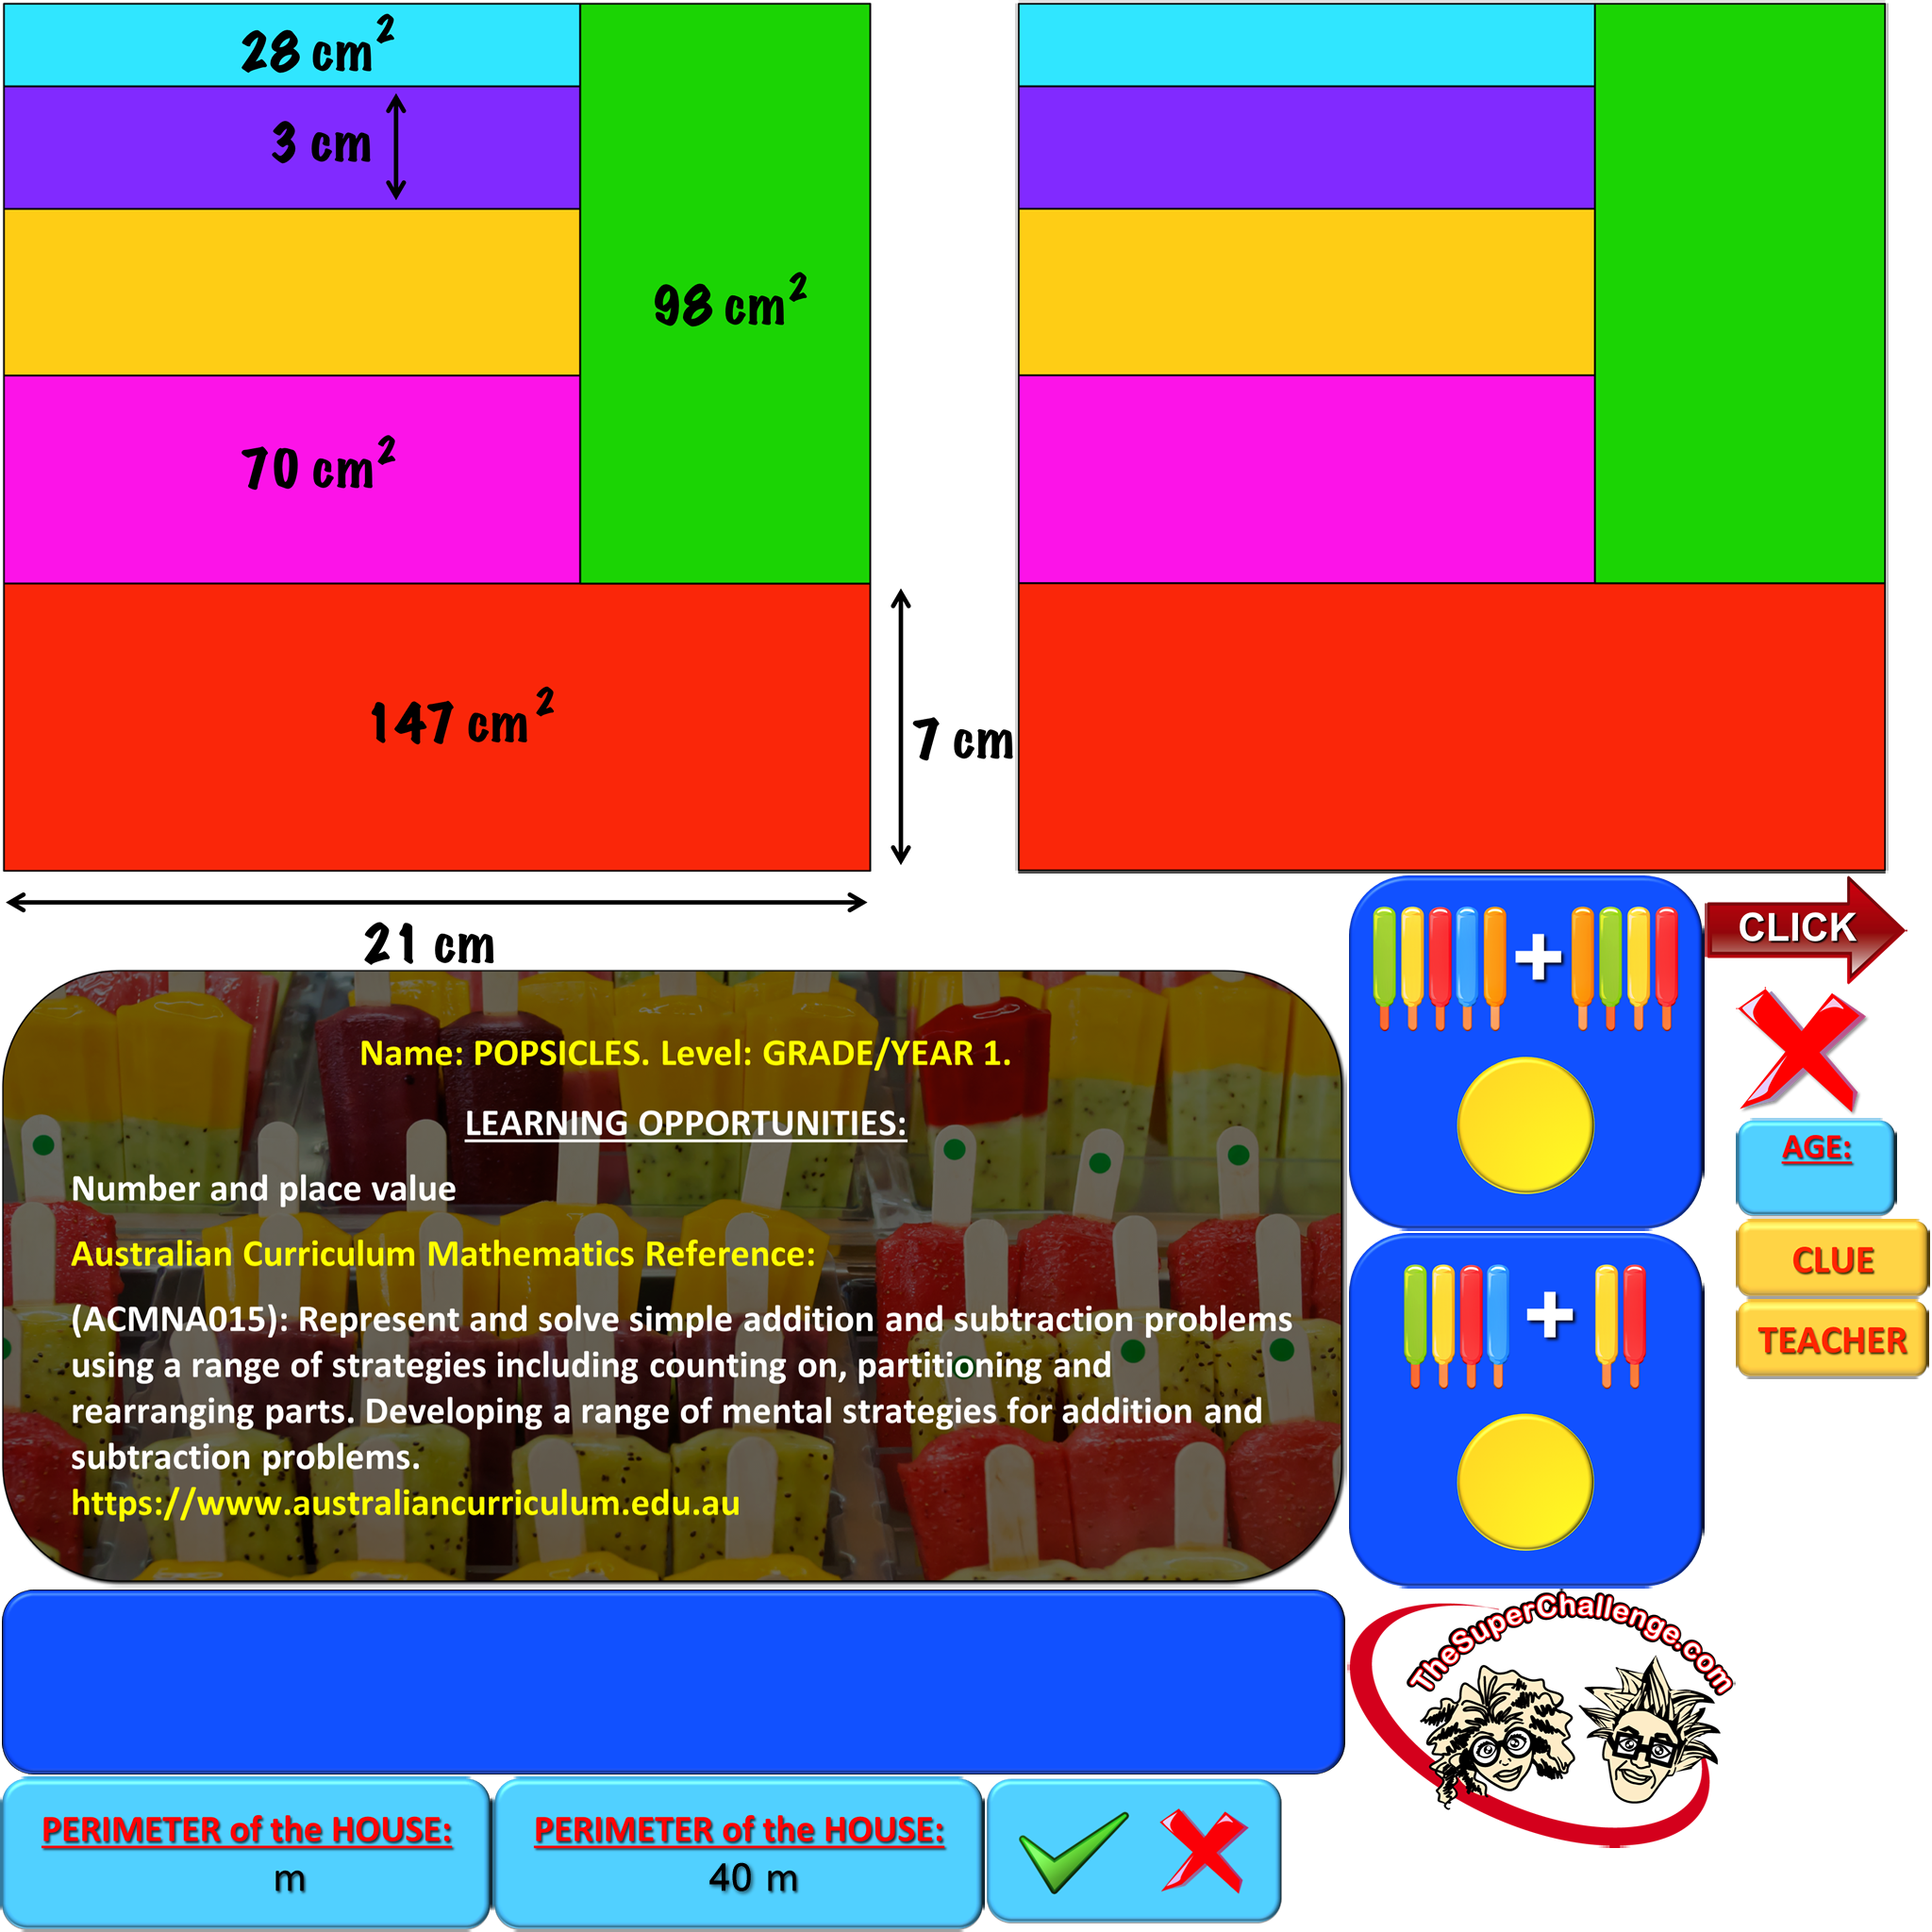 28 cm²
3 cm
98 cm²
70 cm²
147 cm²
7 cm
21 cm
+
CLICK
Name: POPSICLES. Level: GRADE/YEAR 1.
LEARNING OPPORTUNITIES:
Number and place value
Australian Curriculum Mathematics Reference:
(ACMNA015): Represent and solve simple addition and subtraction problems
using a range of strategies including counting on, partitioning and
rearranging parts. Developing a range of mental strategies for addition and
subtraction problems.
https://www.australiancurriculum.edu.au
AGE:
CLUE
TEACHER
+
TheSuperChallenge.com
PERIMETER of the HOUSE:
m
PERIMETER of the HOUSE:
40 m